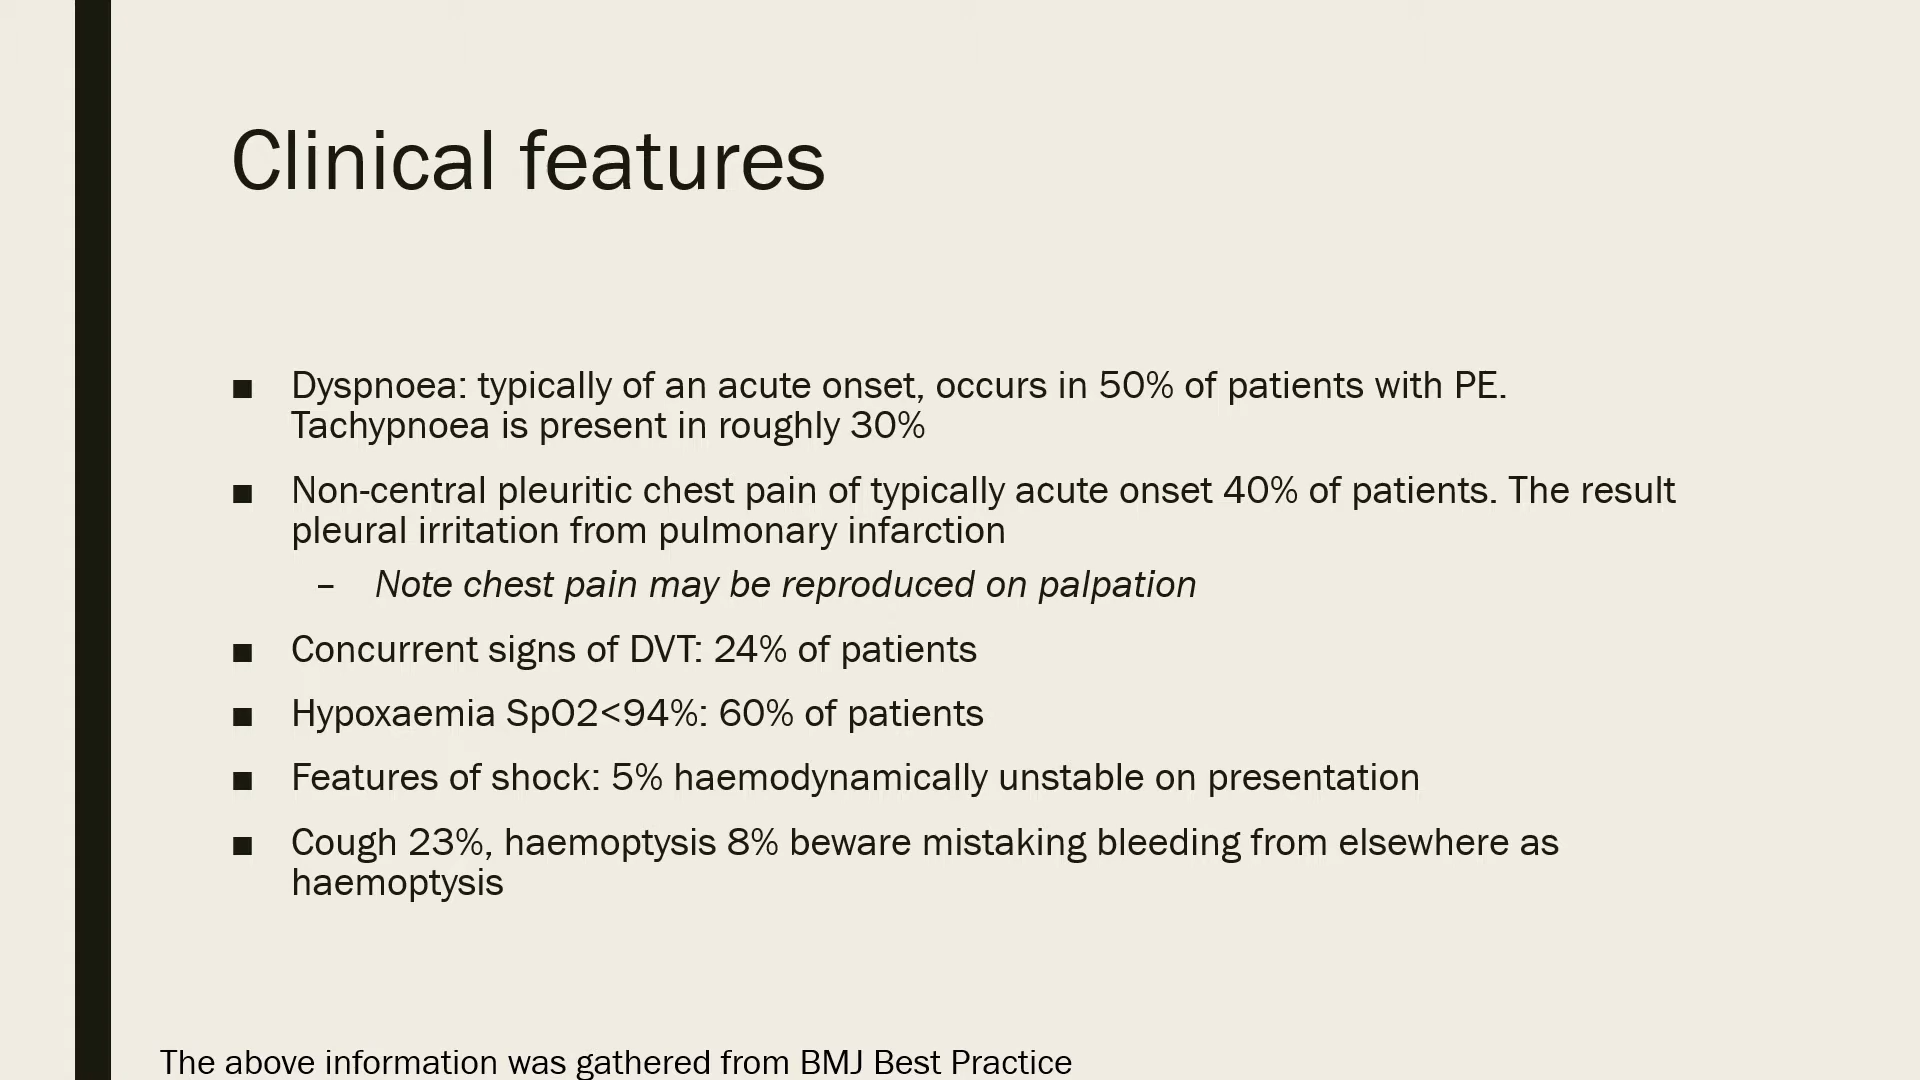 Clinical features
■ Dyspnoea: typically of an acute onset, occurs in 50% of patients with PE.
Tachypnoea is present in roughly 30%
■ Non-central pleuritic chest pain of typically acute onset 40% of patients. The result
pleural irritation from pulmonary infarction
– Note chest pain may be reproduced on palpation
■ Concurrent signs of DVT: 24% of patients
■ Hypoxaemia SpO2<94%: 60% of patients
■ Features of shock: 5% haemodynamically unstable on presentation
■ Cough 23%, haemoptysis 8% beware mistaking bleeding from elsewhere as
haemoptysis
The above information was gathered from BMJ Best Practice